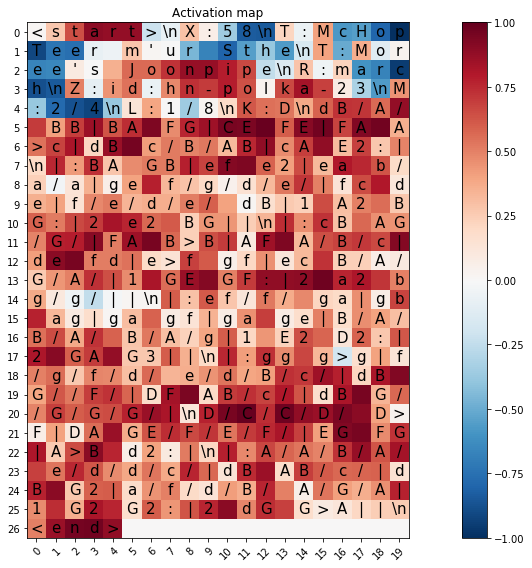 Activation map
0 < s t a r t > \n X : 5 8 \n T : M c H o p
1 T e e r m ' u r S t h e \n T : M o r
2 e e ' s J o o n p i p e \n R : m a r c
3 h \n Z : i d : h n - p o l k a - 2 3 \n M
4 : 2 / 4 \n L : 1 / 8 \n K : D \n d B / A /
5 B B | B A F G | C E F E | F A A
6 > c | d B c / B / A B | c A E 2 : |
7 \n | : B A G B | e f e 2 | e a b /
8 a / a | g e f / g / d / e / | f c d
9 e | f / e / d / e / d B | 1 A 2 B
10 G : | 2 e 2 B G | | \n | : c B A G
11 / G / | F A B > B | A F A / B / c |
12 d e f d | e > f g f | e c B / A /
13 G / A / | 1 G E G F : | 2 a 2 b
14 g / g / | | \n | : e f / f / g a | g b
15 a g | g a g f | g a g e | B / A /
16 B / A / B / A / g | 1 E 2 D 2 : |
17 2 G A G 3 | | \n | : g g g > g | f
18 / g / f / d / e / d / B / c / | d B
19 G / / F / | D F A B / c / | d B G /
20 / G / G / G / | \n D / C / C / D / D >
21 F | D A G E / F / E / F / | E G F G
22 | A > B d 2 : | \n | : A / A / B / A /
23 e / d / d / c / | d B A B / c / | d
24 B G 2 | a / f / d / B / A / G / A |
25 1 G 2 G 2 : | 2 d G G > A | | \n
26 < e n d >
0 1 2 3 4 5 6 7 8 9 10 11 12 13 14 15 16 17 18 19
1.00
0.75
0.50
0.25
0.00
−0.25
−0.50
−0.75
−1.00